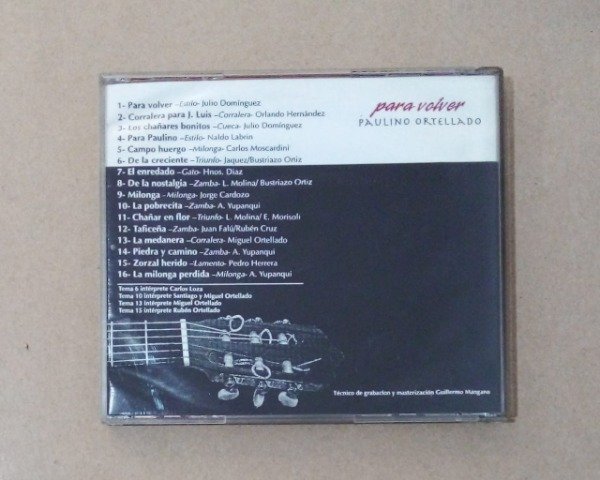 1- Para volver –Estilo- Julio Domínguez
2- Corralera para J. Luis –Corralera- Orlando Hernández
3- Los chañares bonitos –Cueca- Julio Domínguez
4- Para Paulino –Estilo- Naldo Labrin
5- Campo huergo –Milonga- Carlos Moscardini
6- De la creciente –Triunfo- Jaquez/Bustriazo Ortiz
7- El enredado –Gato- Hnos. Diaz
8- De la nostalgia –Zamba- L. Molina/ Bustriazo Ortiz
9- Milonga –Milonga- Jorge Cardozo
10- La pobrecita –Zamba- A. Yupanqui
11- Chañar en flor –Triunfo- L. Molina/ E. Morisoli
12- Taficeña –Zamba- Juan Falú/Rubén Cruz
13- La medanera –Corralera- Miguel Ortellado
14- Piedra y camino –Zamba- A. Yupanqui
15- Zorzal herido –Lamento- Pedro Herrera
16- La milonga perdida –Milonga- A. Yupanqui
para volver
PAULINO ORTELLADO
Tema 6 intérprete Carlos Loza
Tema 10 intérprete Santiago y Miguel Ortellado
Tema 13 intérprete Miguel Ortellado
Tema 15 intérprete Rubén Ortellado
Técnico de grabacion y masterización Guillermo Mangano